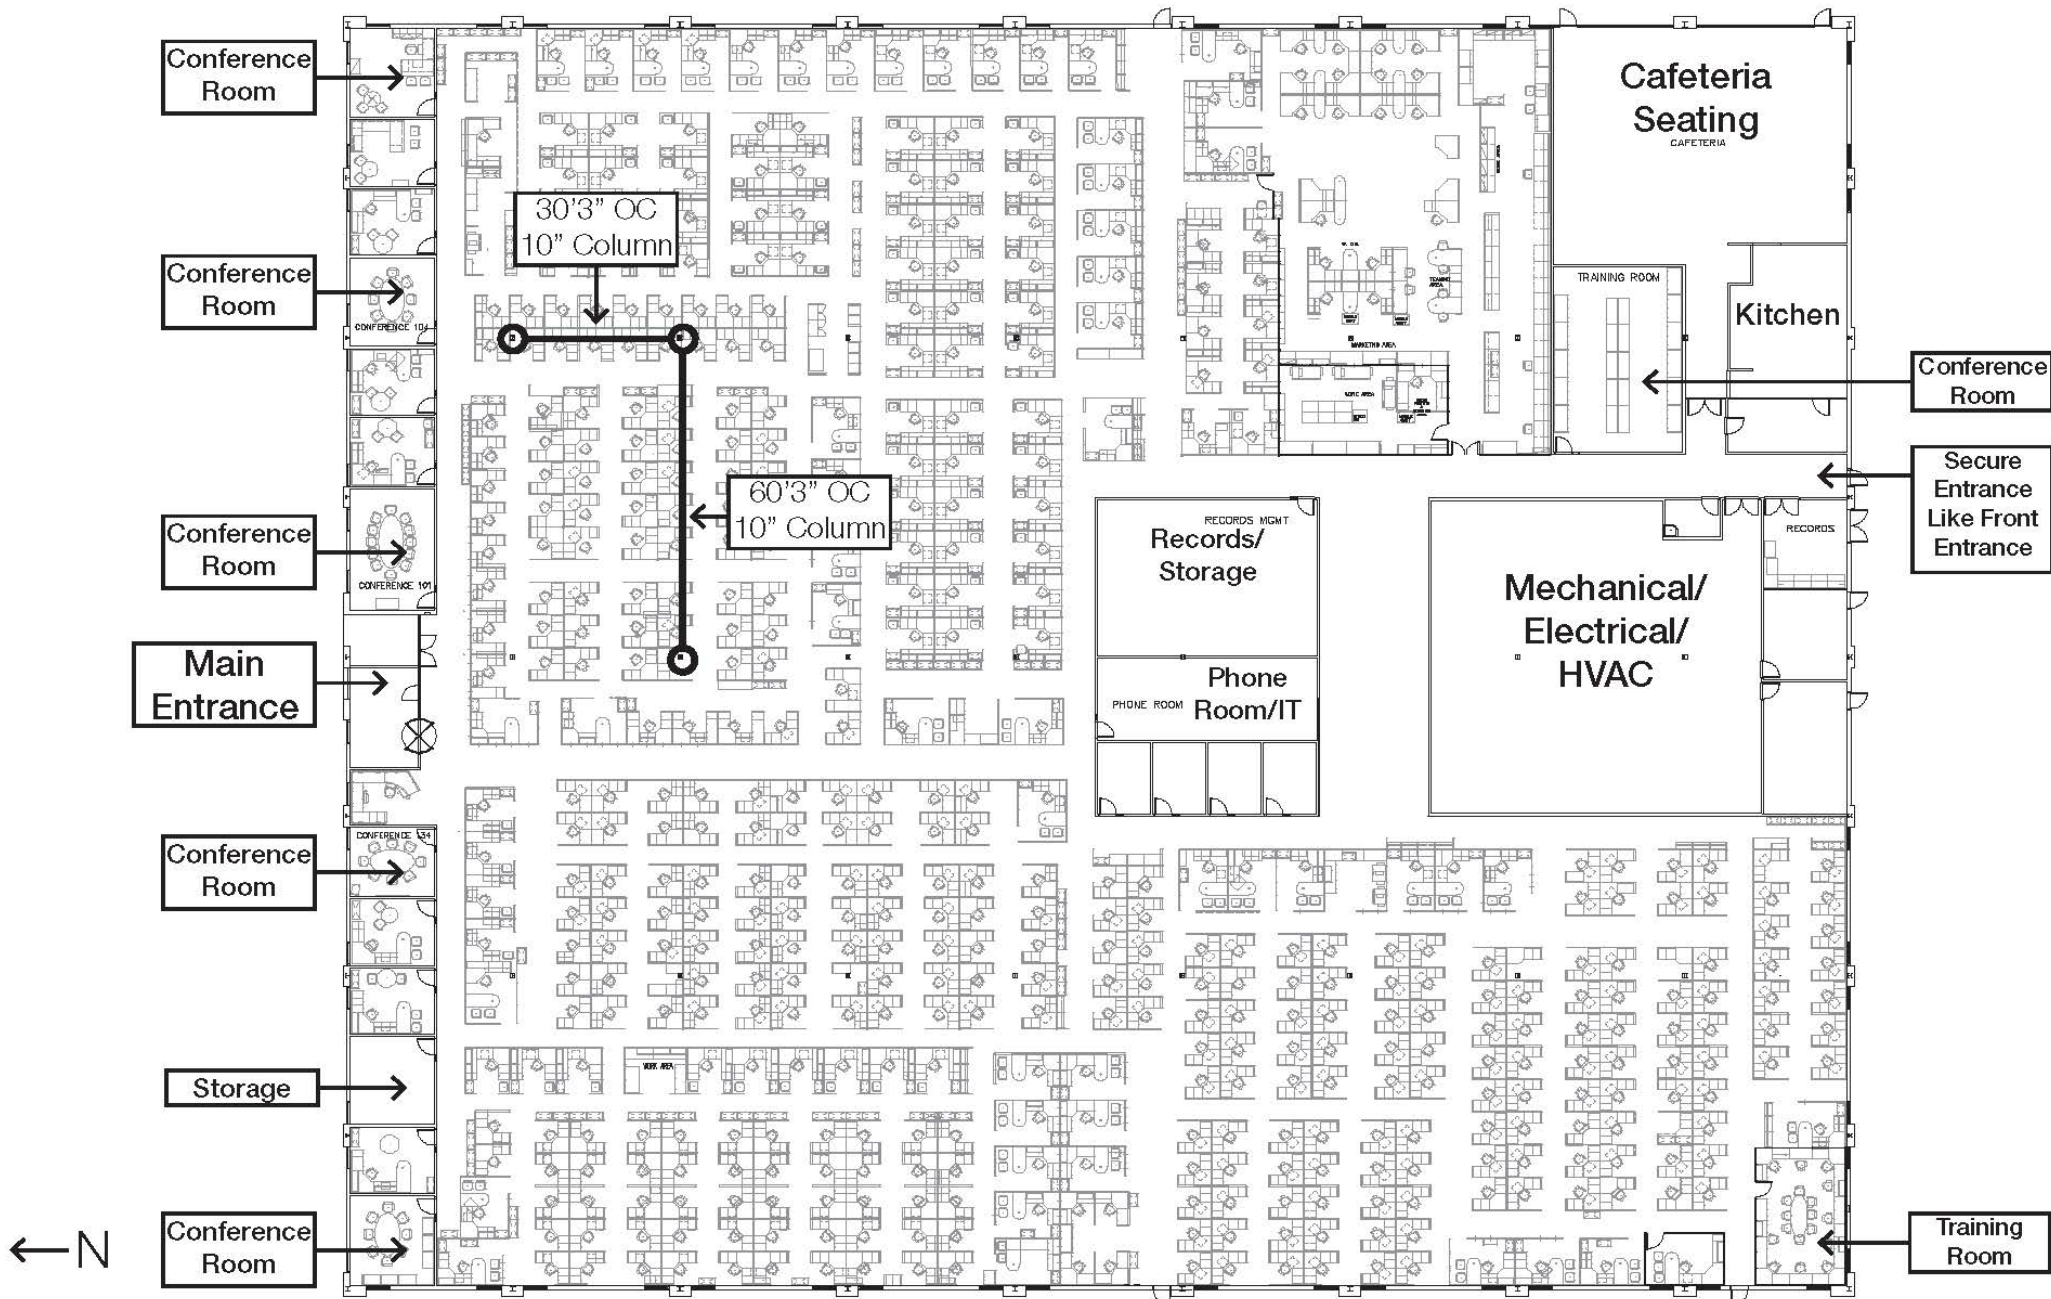 Conference
Room
Cafeteria
Seating
CAFETERIA
30'3" OC
10" Column
Conference
Room
CONFERENCE 104
TRAINING ROOM
Kitchen
MARKETING AREA
WORK AREA
Conference
Room
Secure
Entrance
Like Front
Entrance
60'3" OC
10" Column
Conference
Room
CONFERENCE 101
RECORDS MGMT
Records/
Storage
RECORDS
Mechanical/
Electrical/
HVAC
Main
Entrance
Phone
Room/IT
PHONE ROOM
CONFERENCE 134
Conference
Room
Storage
WORK AREA
Conference
Room
Training
Room
N